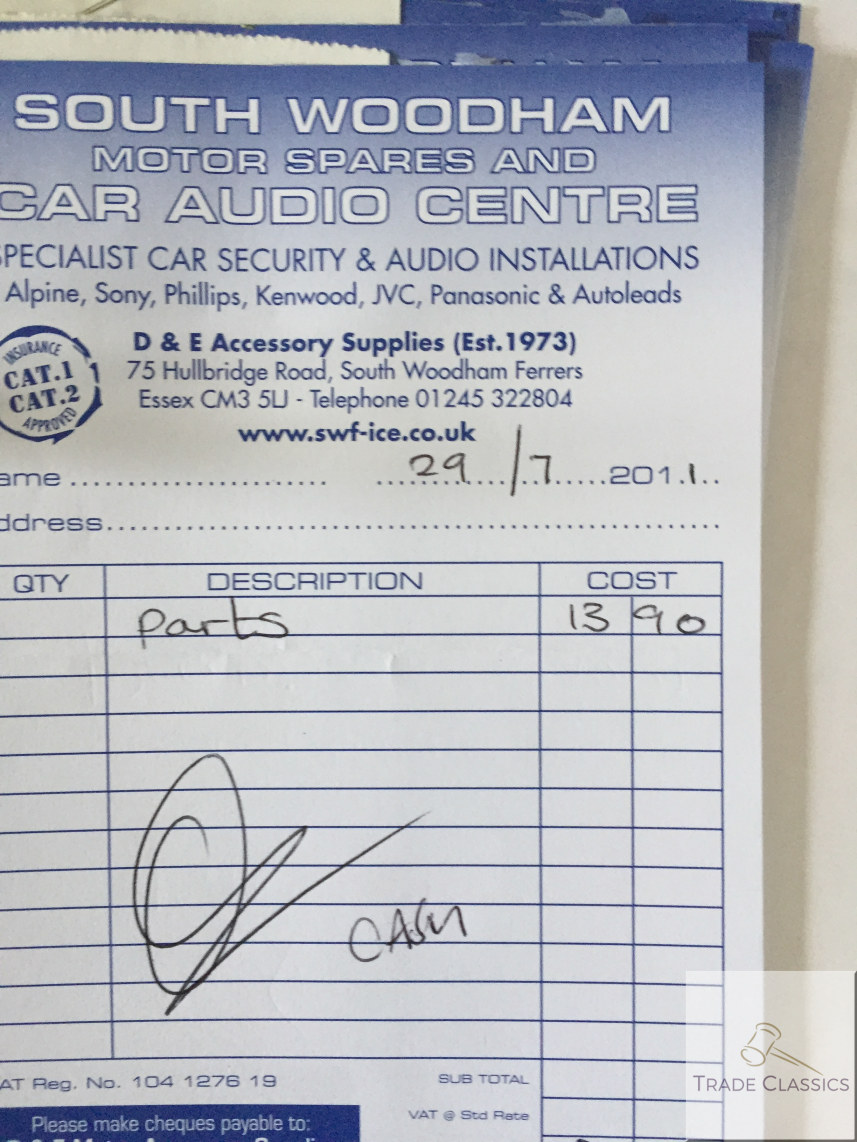 SOUTH WOODHAM
MOTOR SPARES AND
CAR AUDIO CENTRE
SPECIALIST CAR SECURITY & AUDIO INSTALLATIONS
Alpine, Sony, Phillips, Kenwood, JVC, Panasonic & Autoleads
INSURANCE
CAT.1
CAT.2
APPROVED
D & E Accessory Supplies (Est.1973)
75 Hullbridge Road, South Woodham Ferrers
Essex CM3 5LJ - Telephone 01245 322804
www.swf-ice.co.uk
ame ........................ 29/7 2011
ddress
QTY DESCRIPTION COST
parts 13 90
CASH
AT Reg. No. 104 1276 19 SUB TOTAL
VAT @ Std Rate
Please make cheques payable to:
TRADE CLASSICS